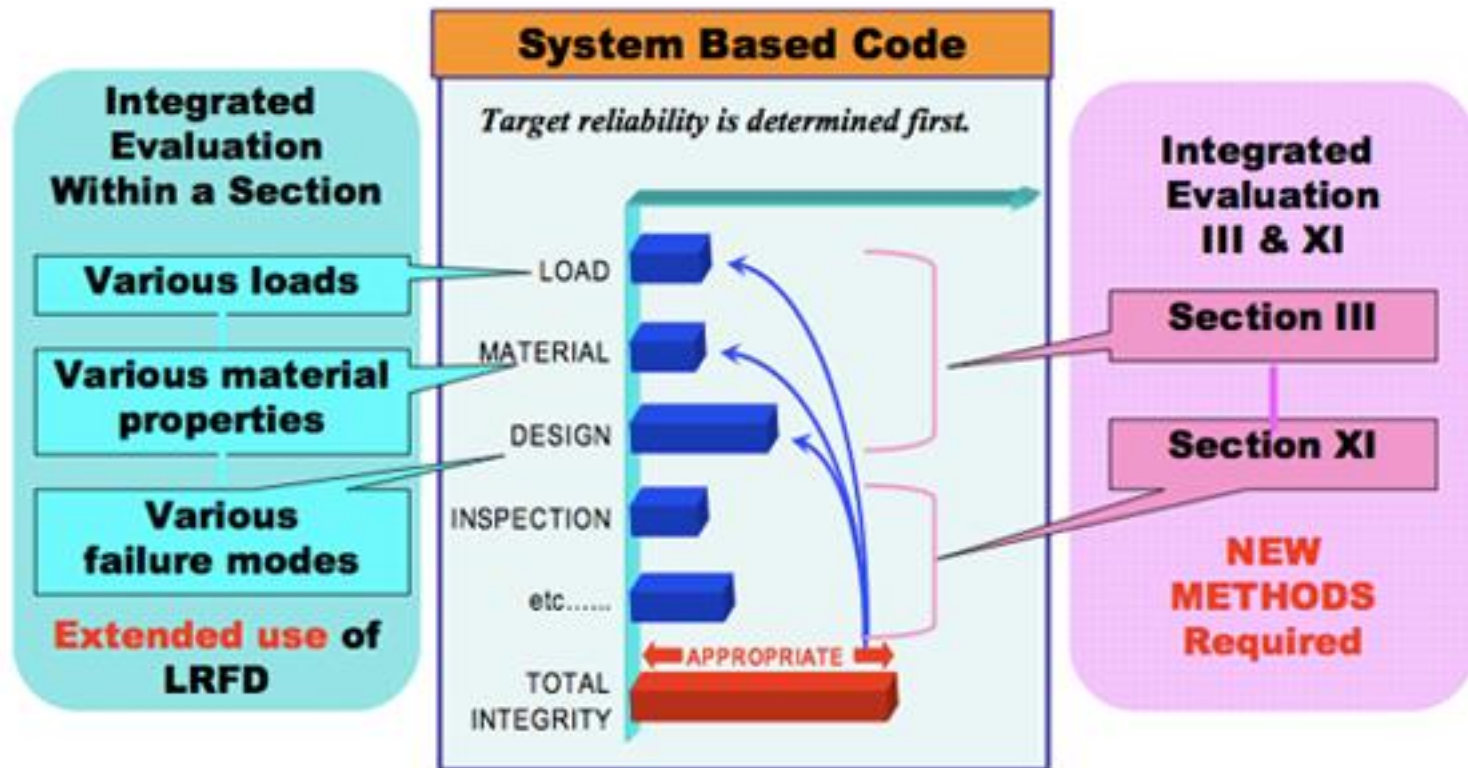 System Based Code
Target reliability is determined first.
Integrated
Evaluation
Within a Section
Various loads
Various material
properties
Various
failure modes
Extended use of
LRFD
LOAD
MATERIAL
DESIGN
INSPECTION
etc......
APPROPRIATE
TOTAL
INTEGRITY
Integrated
Evaluation
III & XI
Section III
Section XI
NEW
METHODS
Required